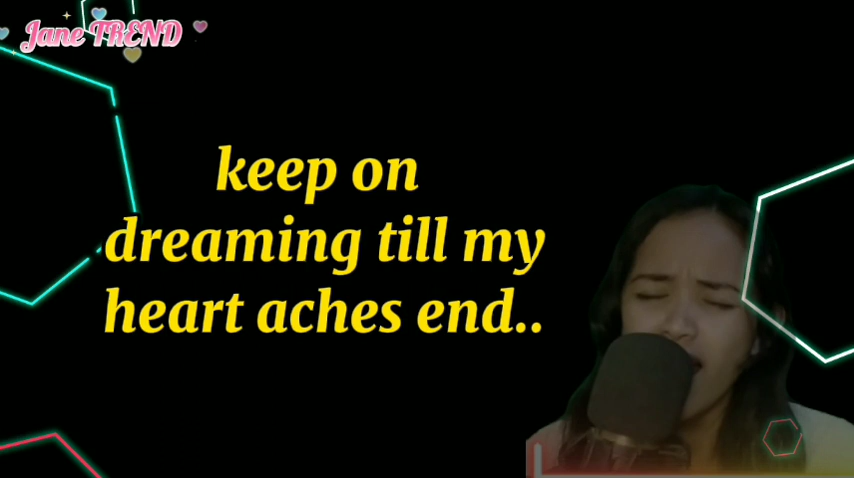 Jane TREND
keep on
dreaming till my
heart aches end..